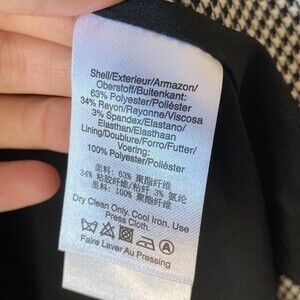 Shell/Exterieur/Armazon/
Oberstoff/Buitenkant:
63% Polyester/Poliéster
34% Rayon/Rayonne/Viscosa
3% Spandex/Elastano/
Elasthan/Elasthaan
Lining/Doublure/Forro/Futter/
Voering:
100% Polyester/Poliéster
面料: 63% 聚酯纤维
34% 粘胶纤维/粘纤 3% 氨纶
里料: 100% 聚酯纤维
Dry Clean Only. Cool Iron. Use
Press Cloth.
A
Faire Laver Au Pressing